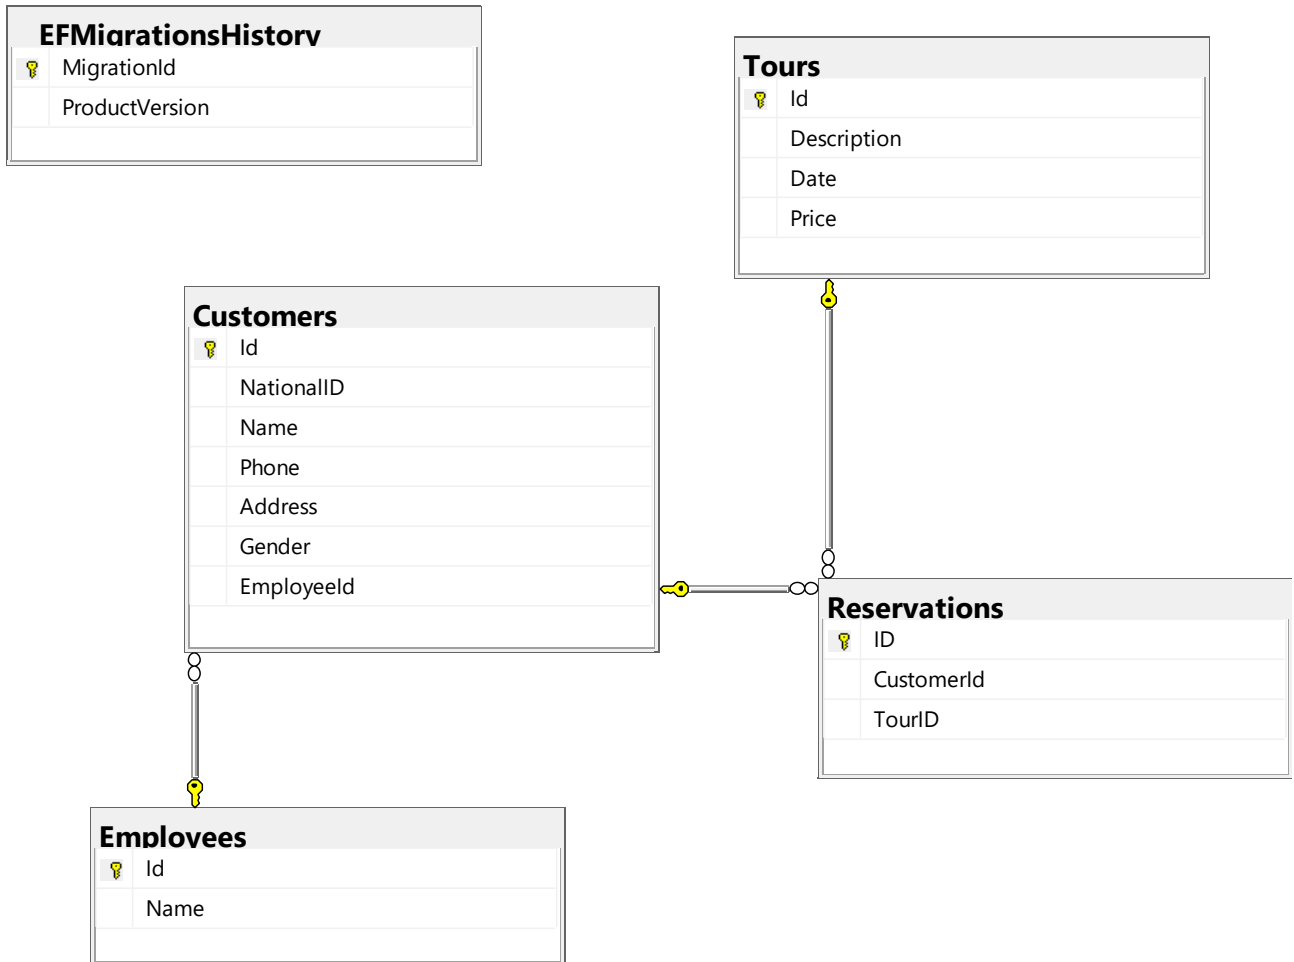 EFMigrationsHistory
MigrationId
ProductVersion
Tours
Id
Description
Date
Price
Customers
Id
NationalID
Name
Phone
Address
Gender
EmployeeId
Reservations
ID
CustomerId
TourID
Employees
Id
Name